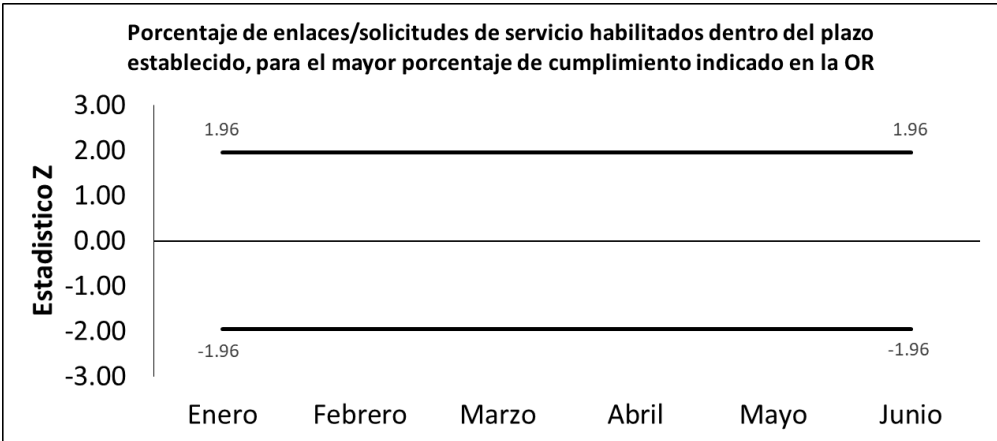 Porcentaje de enlaces/solicitudes de servicio habilitados dentro del plazo
establecido, para el mayor porcentaje de cumplimiento indicado en la OR
Estadistico Z
3.00
2.00
1.00
0.00
-1.00
-2.00
-3.00
1.96
1.96
-1.96
-1.96
Enero Febrero Marzo Abril Mayo Junio